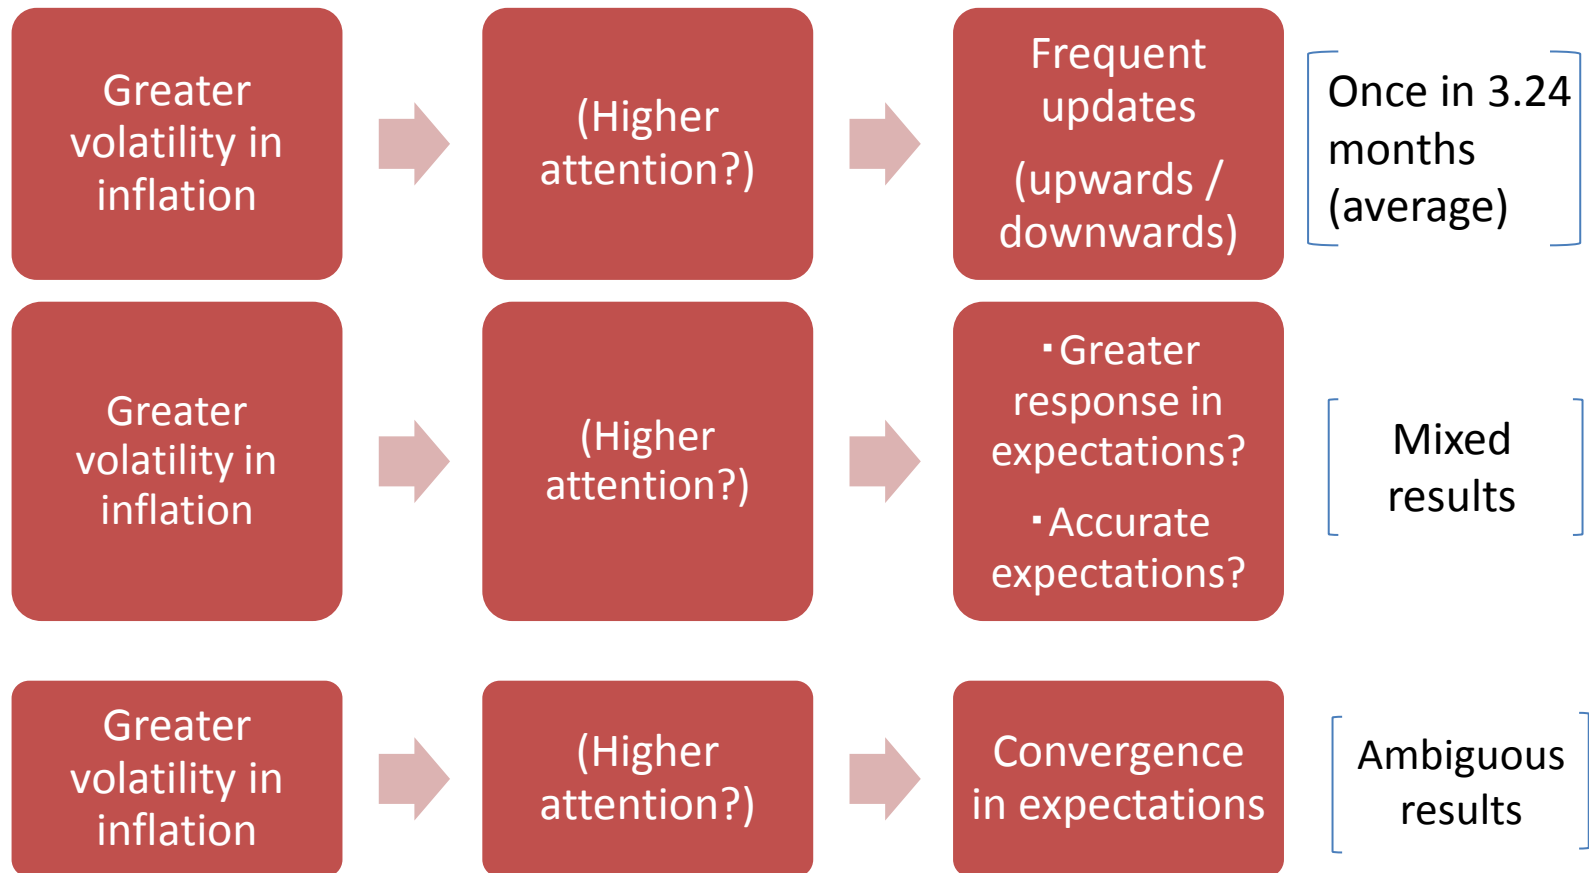 Greater
volatility in
inflation
(Higher
attention?)
Frequent
updates
(upwards /
downwards)
Once in 3.24
months
(average)
Greater
volatility in
inflation
(Higher
attention?)
▪Greater
response in
expectations?
▪Accurate
expectations?
Mixed
results
Greater
volatility in
inflation
(Higher
attention?)
Convergence
in expectations
Ambiguous
results